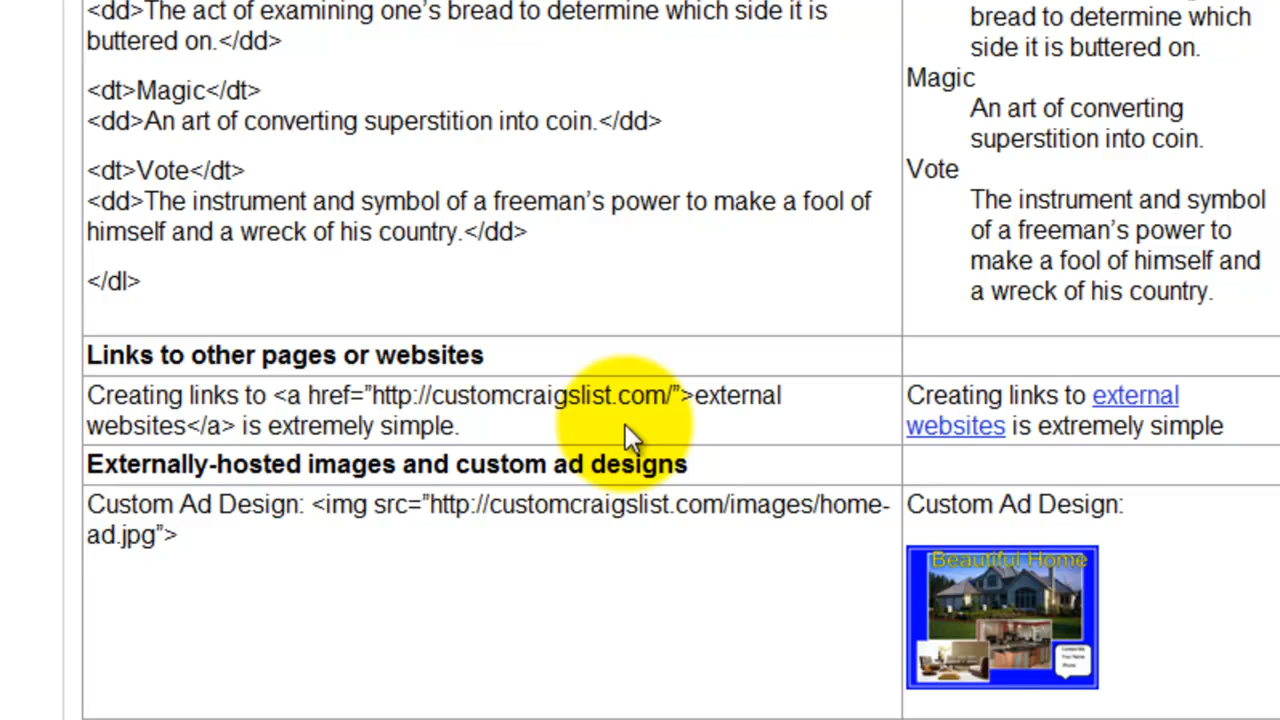 <dd>The act of examining one’s bread to determine which side it is
buttered on.</dd>
<dt>Magic</dt>
<dd>An art of converting superstition into coin.</dd>
<dt>Vote</dt>
<dd>The instrument and symbol of a freeman’s power to make a fool of
himself and a wreck of his country.</dd>
</dl>
bread to determine which
side it is buttered on.
Magic
An art of converting
superstition into coin.
Vote
The instrument and symbol
of a freeman’s power to
make a fool of himself and
a wreck of his country.
Links to other pages or websites
Creating links to <a href=”http://customcraigslist.com/”>external
websites</a> is extremely simple.
Creating links to external
websites is extremely simple
Externally-hosted images and custom ad designs
Custom Ad Design: <img src=”http://customcraigslist.com/images/home-
ad.jpg”>
Custom Ad Design:
Beautiful Home